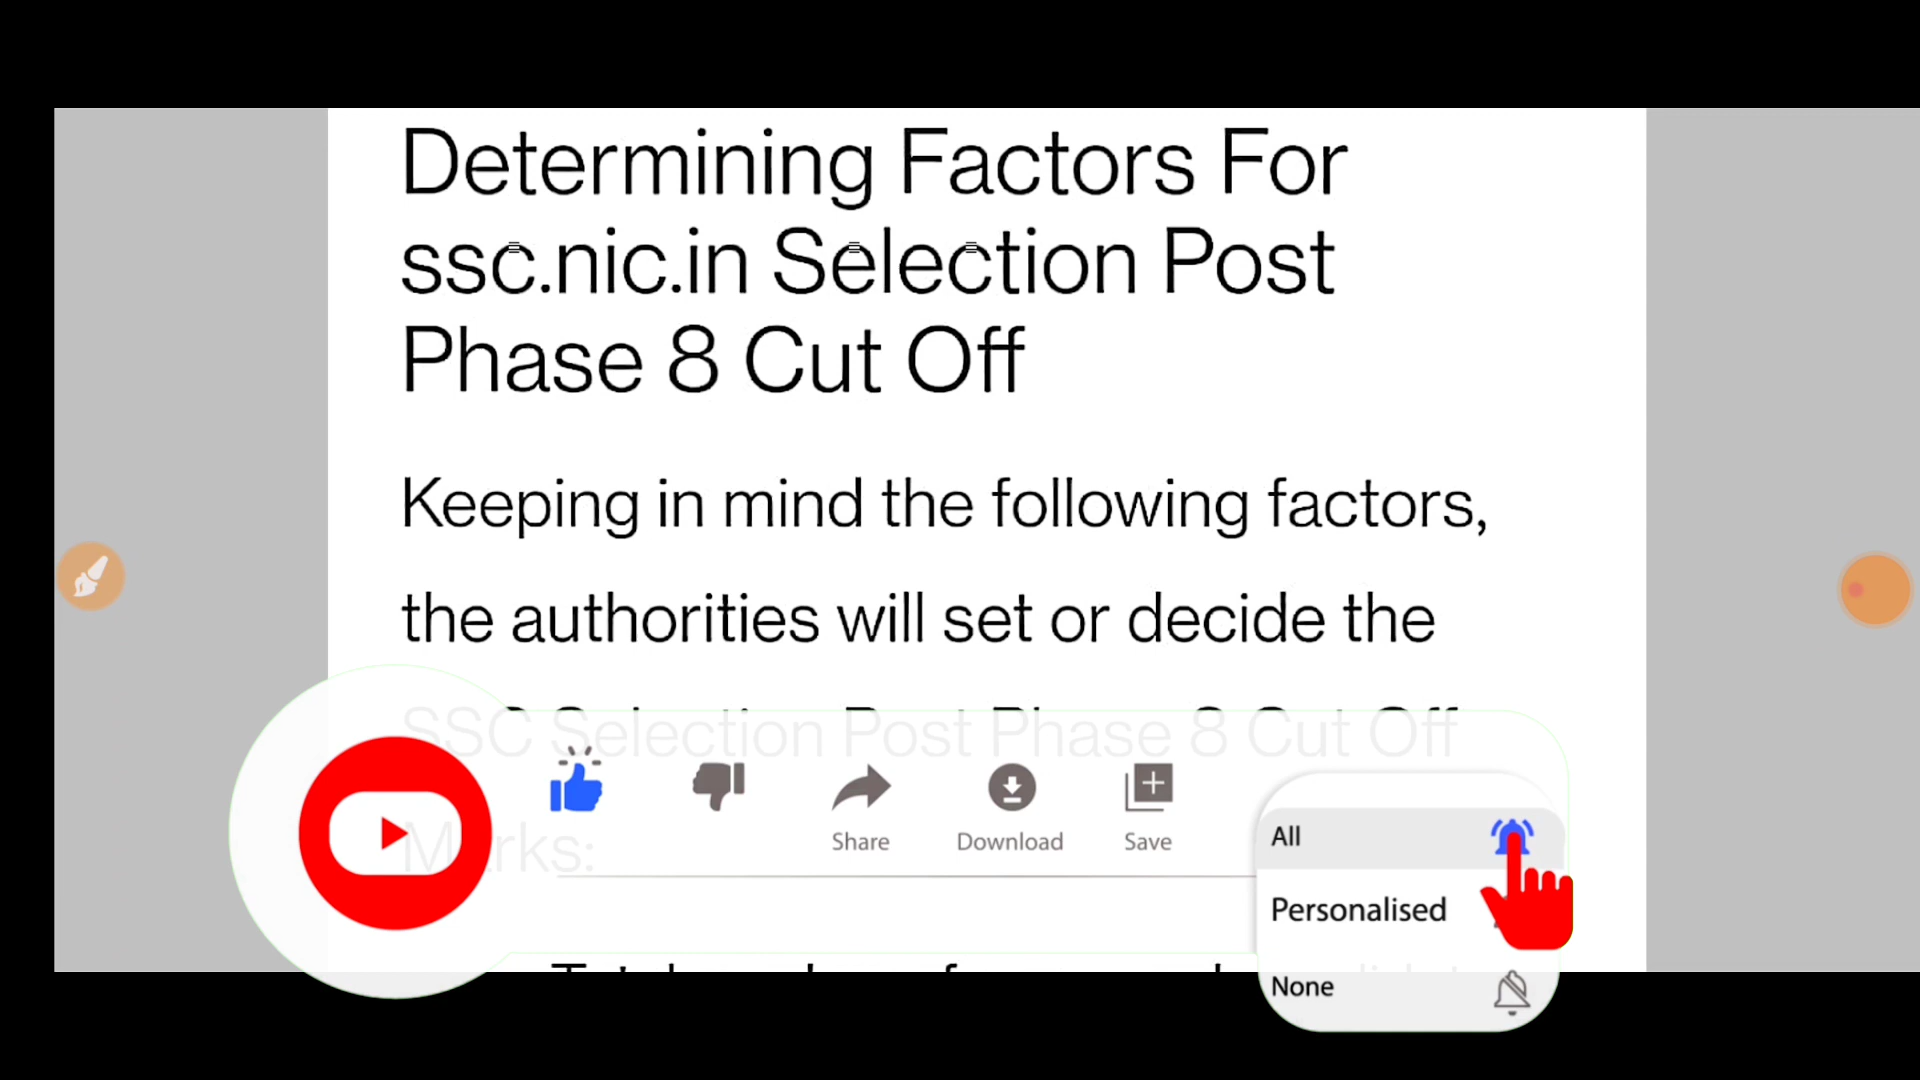 Determining Factors For
ssc.nic.in Selection Post
Phase 8 Cut Off
Keeping in mind the following factors,
the authorities will set or decide the
SSC Selection Post Phase 8 Cut Off
Marks:
Share
Download
Save
All
Personalised
None